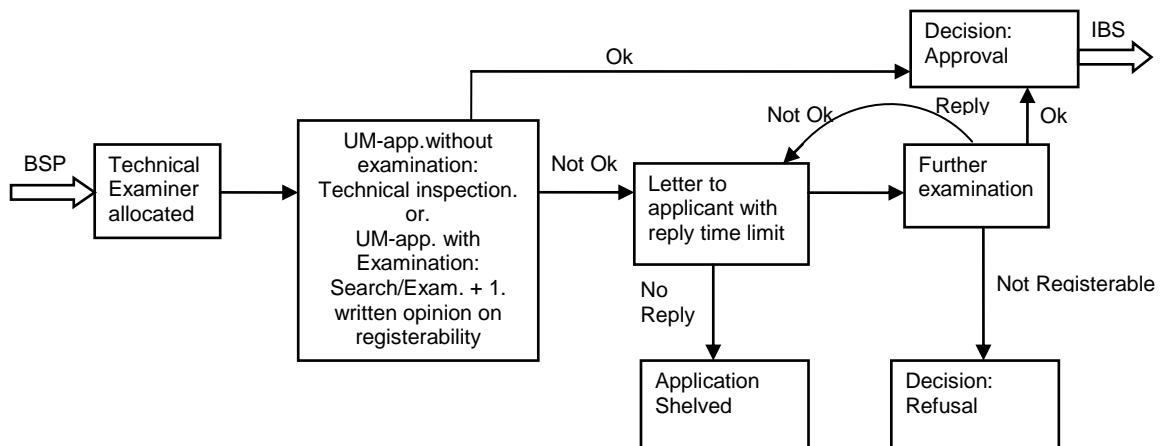 BSP
Technical
Examiner
allocated
UM-app.without
examination:
Technical inspection.
or.
UM-app. with
Examination:
Search/Exam. + 1.
written opinion on
registerability
Ok
Not Ok
Letter to
applicant with
reply time limit
No
Reply
Application
Shelved
Not Ok
Reply
Further
examination
Ok
Decision:
Approval
IBS
Not Registerable
Decision:
Refusal